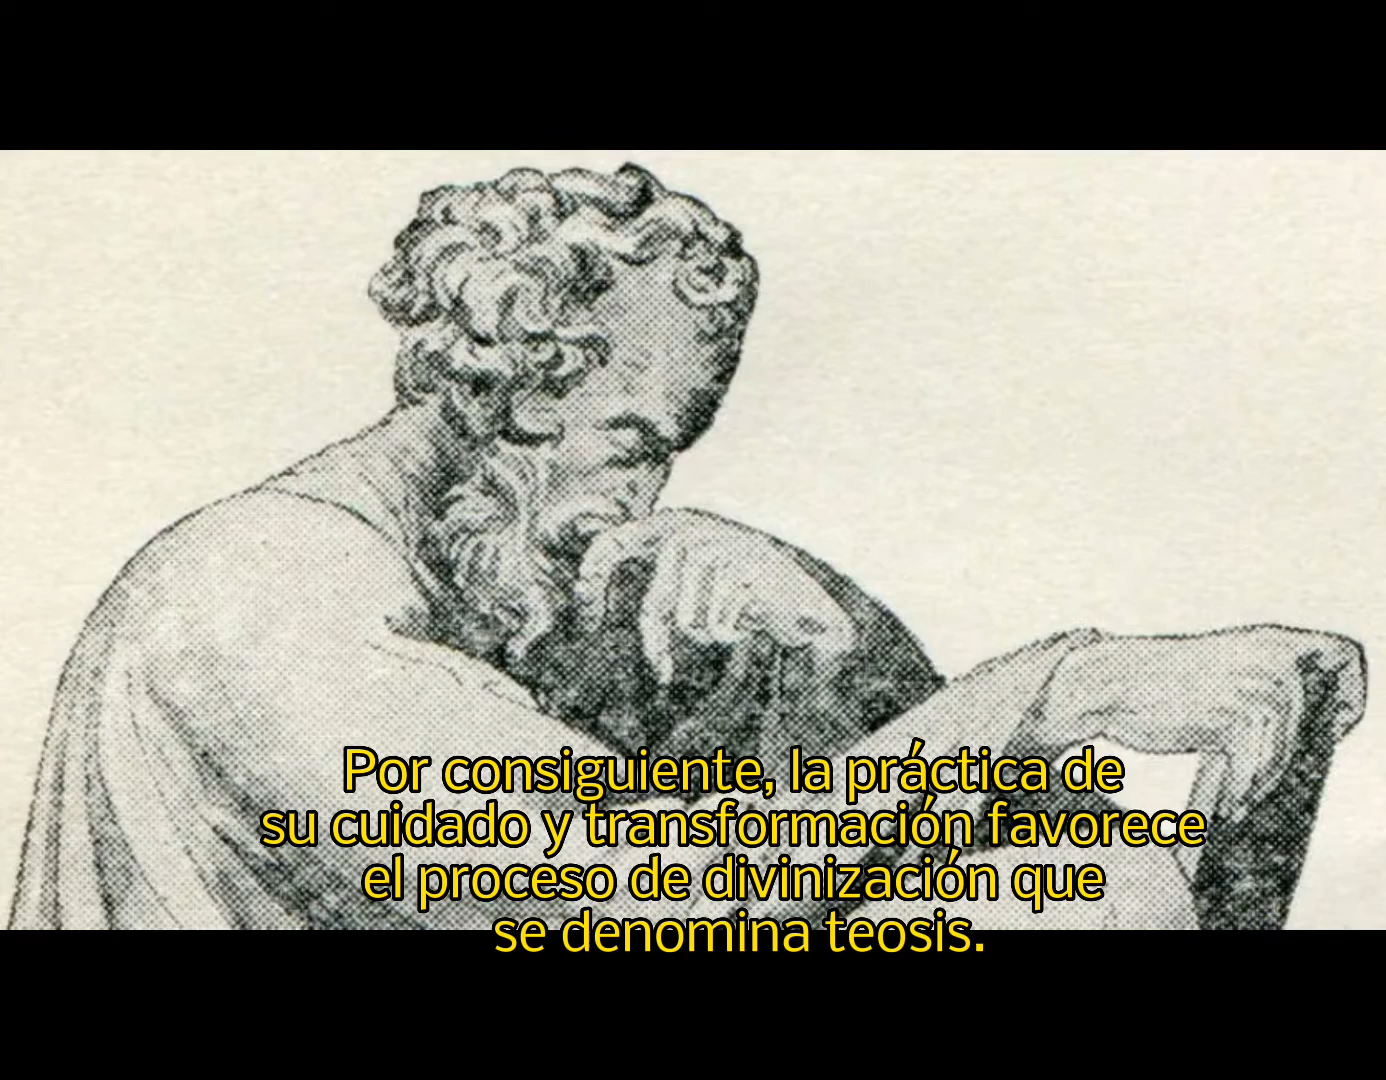 Por consiguiente, la práctica de
su cuidado y transformación favorece
el proceso de divinización que
se denomina teosis.